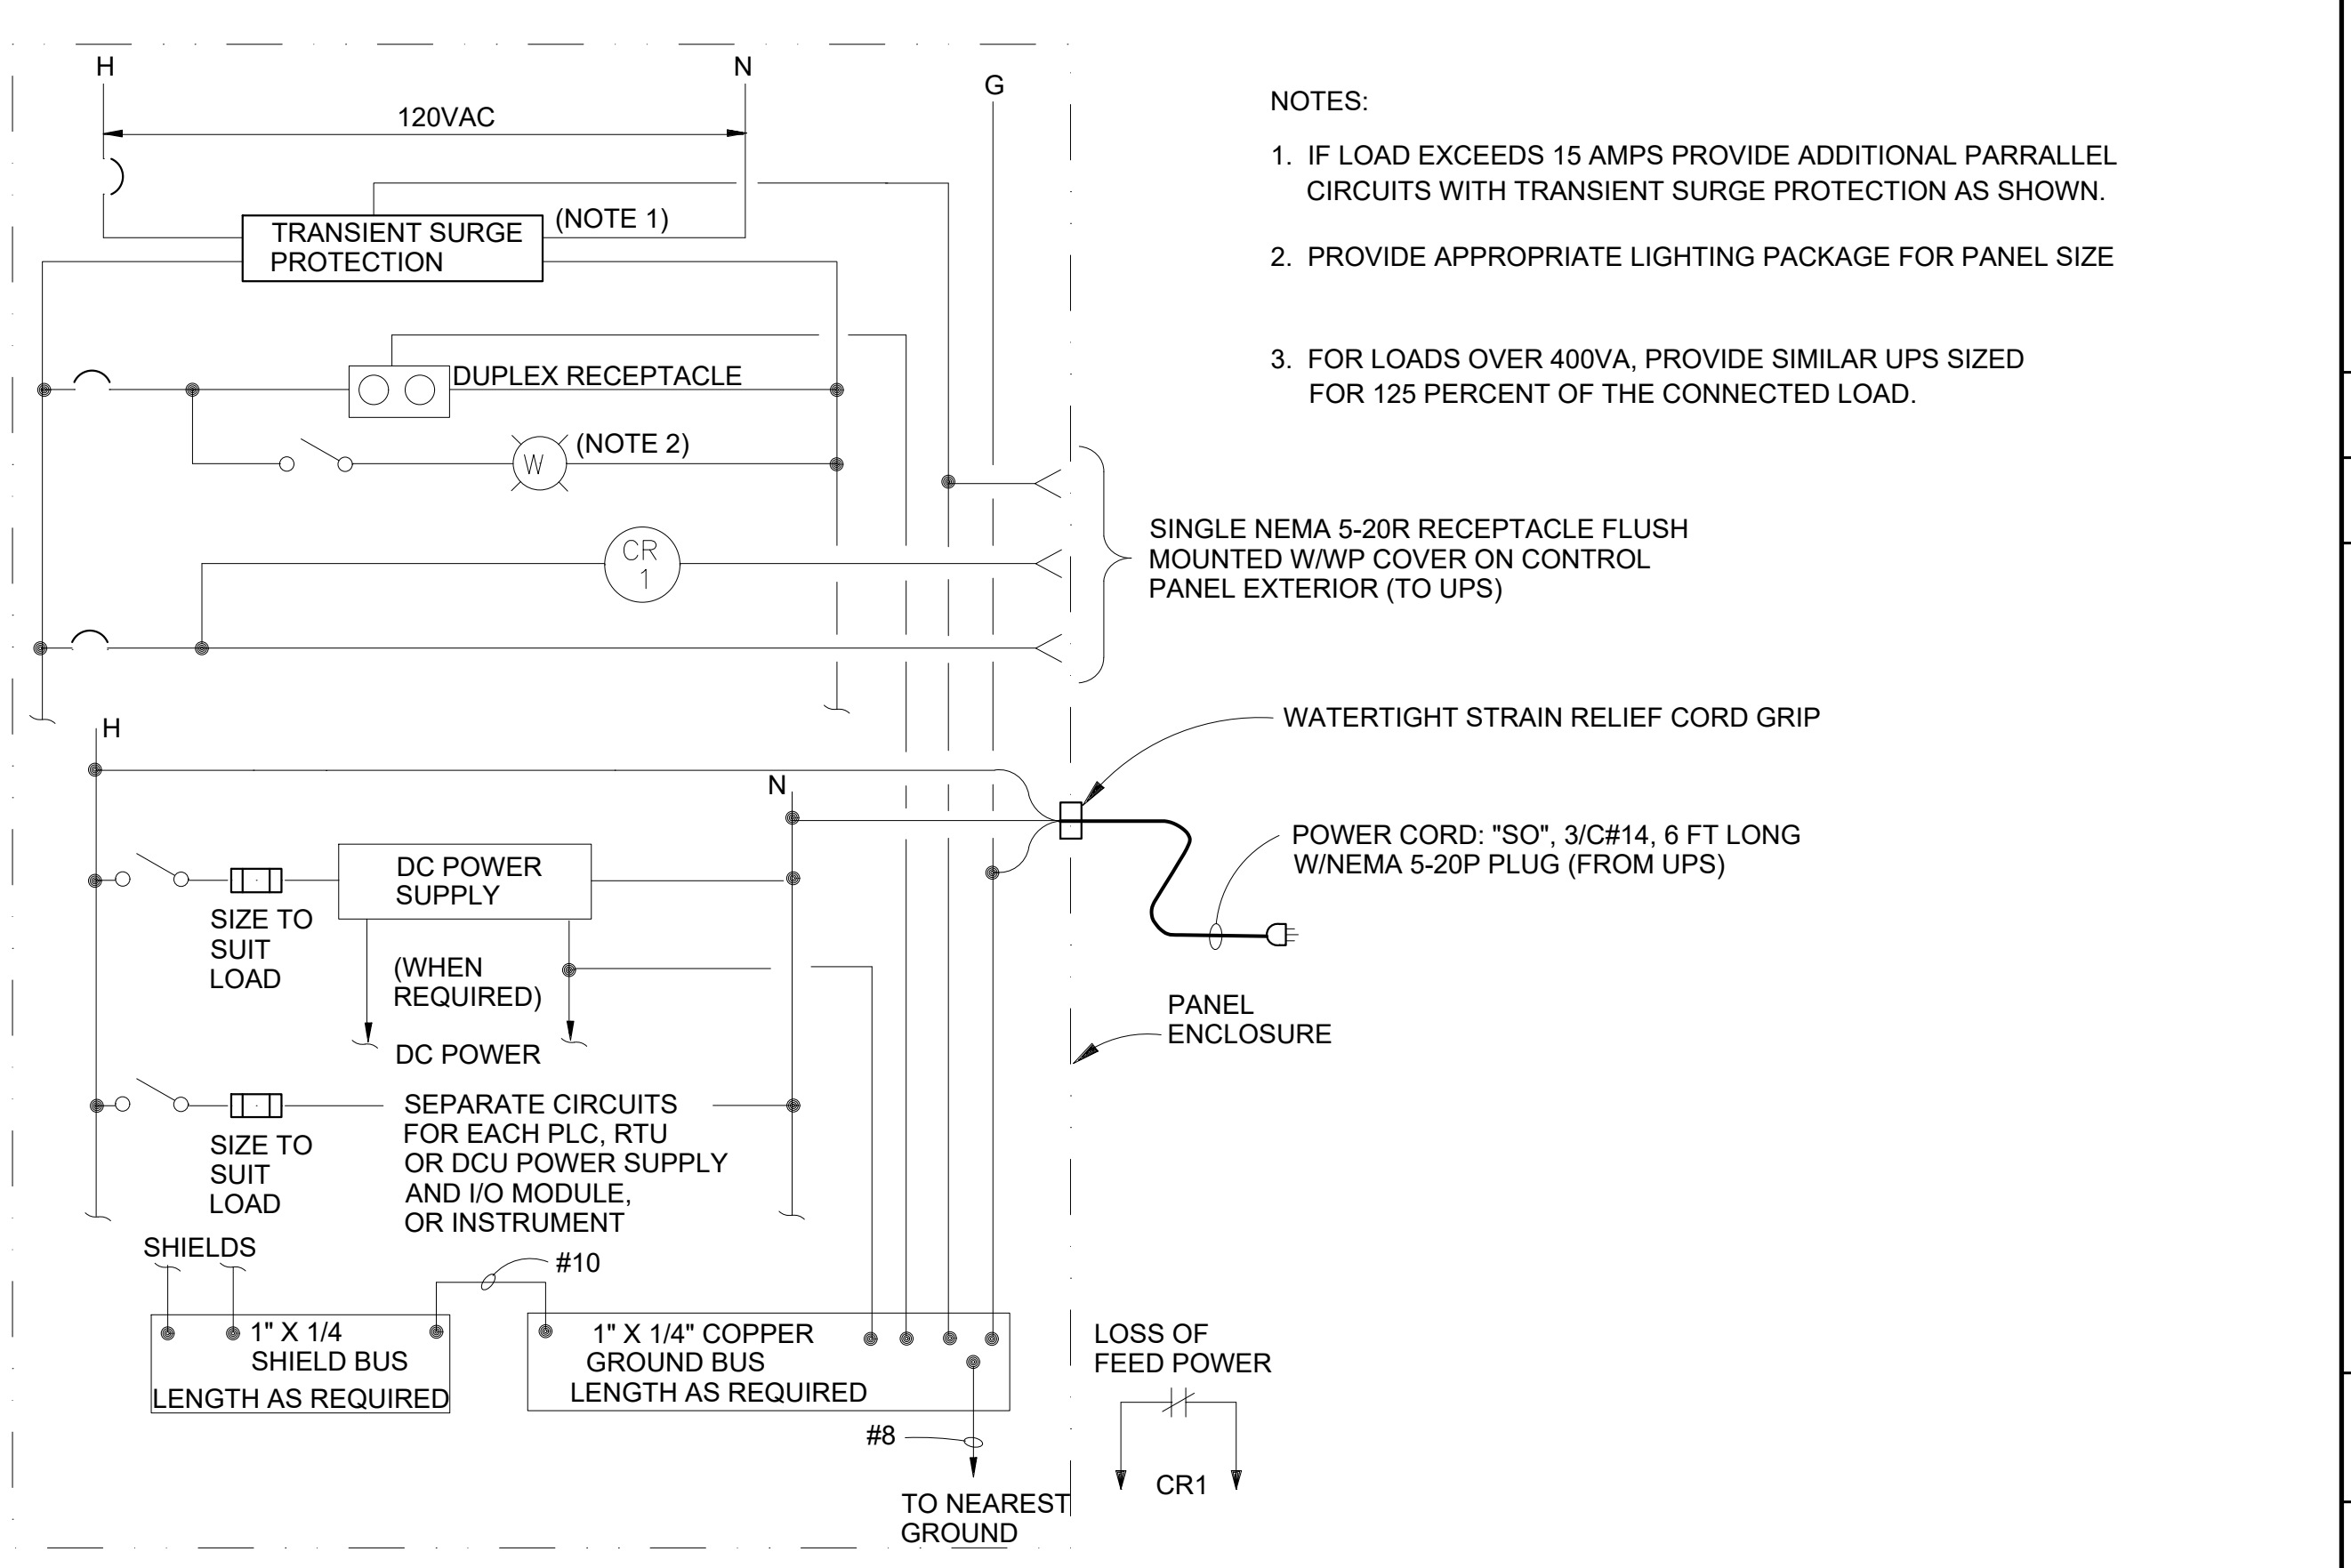 H
N
G
120VAC
TRANSIENT SURGE
PROTECTION
(NOTE 1)
DUPLEX RECEPTACLE
W
(NOTE 2)
CR
1
NOTES:
1. IF LOAD EXCEEDS 15 AMPS PROVIDE ADDITIONAL PARRALLEL
CIRCUITS WITH TRANSIENT SURGE PROTECTION AS SHOWN.
2. PROVIDE APPROPRIATE LIGHTING PACKAGE FOR PANEL SIZE
3. FOR LOADS OVER 400VA, PROVIDE SIMILAR UPS SIZED
FOR 125 PERCENT OF THE CONNECTED LOAD.
SINGLE NEMA 5-20R RECEPTACLE FLUSH
MOUNTED W/WP COVER ON CONTROL
PANEL EXTERIOR (TO UPS)
WATERTIGHT STRAIN RELIEF CORD GRIP
POWER CORD: "SO", 3/C#14, 6 FT LONG
W/NEMA 5-20P PLUG (FROM UPS)
PANEL
ENCLOSURE
H
N
DC POWER
SUPPLY
SIZE TO
SUIT
LOAD
(WHEN
REQUIRED)
DC POWER
SEPARATE CIRCUITS
FOR EACH PLC, RTU
OR DCU POWER SUPPLY
AND I/O MODULE,
OR INSTRUMENT
SIZE TO
SUIT
LOAD
SHIELDS
#10
1" X 1/4
SHIELD BUS
LENGTH AS REQUIRED
1" X 1/4" COPPER
GROUND BUS
LENGTH AS REQUIRED
#8
TO NEAREST
GROUND
LOSS OF
FEED POWER
CR1